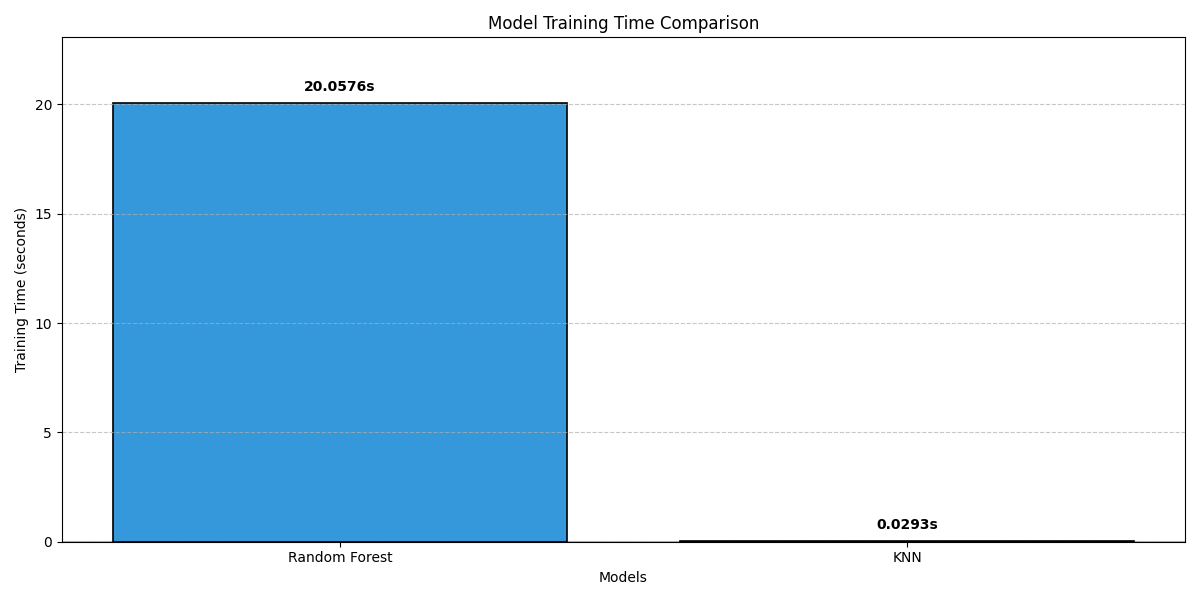 Model Training Time Comparison
20.0576s
20
15
10
5
0
Training Time (seconds)
0.0293s
Random Forest
KNN
Models